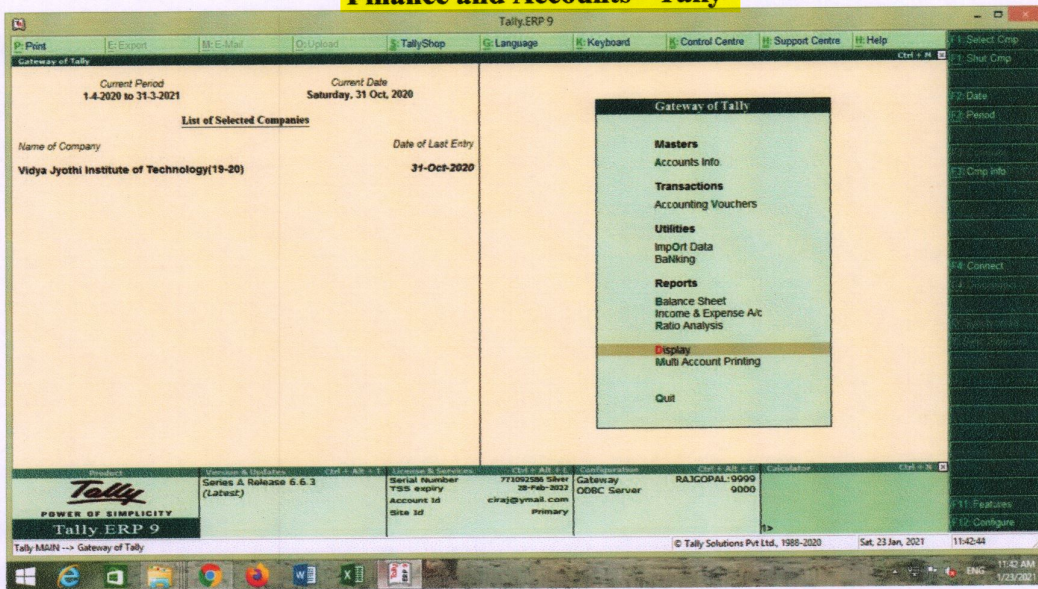 Finance and Accounts - Tally
Tally.ERP 9
P: Print E: Export M: E-Mail O: Upload S: TallyShop G: Language K: Keyboard K: Control Centre H: Support Centre H: Help
F1: Select Cmp
Gateway of Tally Ctrl + N
F1: Shut Cmp
Current Period Current Date
1-4-2020 to 31-3-2021 Saturday, 31 Oct, 2020
F2: Date
F2: Period
List of Selected Companies
Name of Company Date of Last Entry
Vidya Jyothi Institute of Technology(19-20) 31-Oct-2020
F3: Cmp Info
Gateway of Tally
Masters
Accounts Info.
Transactions
Accounting Vouchers
Utilities
ImpOrt Data
BaNking
Reports
Balance Sheet
Income & Expense A/c
Ratio Analysis
Display
Multi Account Printing
Quit
F4: Connect
F11: Features
F12: Configure
Product
Tally
POWER OF SIMPLICITY
Tally.ERP 9
Version & Updates Ctrl + Alt + T
Series A Release 6.6.3
(Latest)
License & Services Ctrl + Alt + L
Serial Number 771092586 Silver
TSS expiry 28-Feb-2022
Account Id ciraj@ymail.com
Site Id Primary
Configuration Ctrl + Alt + F
Gateway RAJGOPAL:9999
ODBC Server 9000
Calculator Ctrl + N
1>
Tally MAIN --> Gateway of Tally © Tally Solutions Pvt Ltd., 1988-2020 Sat, 23 Jan, 2021 11:42:44
ENG 11:42 AM
1/23/2021